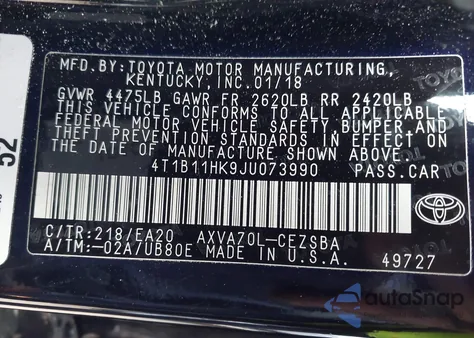 MFD. BY: TOYOTA MOTOR MANUFACTURING,
KENTUCKY, INC. 01/18
GVWR 4475LB GAWR FR 2620LB RR 2420LB
THIS VEHICLE CONFORMS TO ALL APPLICABLE
FEDERAL MOTOR VEHICLE SAFETY, BUMPER, AND
THEFT PREVENTION STANDARDS IN EFFECT ON
THE DATE OF MANUFACTURE SHOWN ABOVE.
4T1B11HK9JU073990 PASS.CAR
C/TR:218/EA20 AXVA70L-CEZSBA
A/TM:-02A/UB80E MADE IN U.S.A.
49727
TOYOTA
52
autoSnap